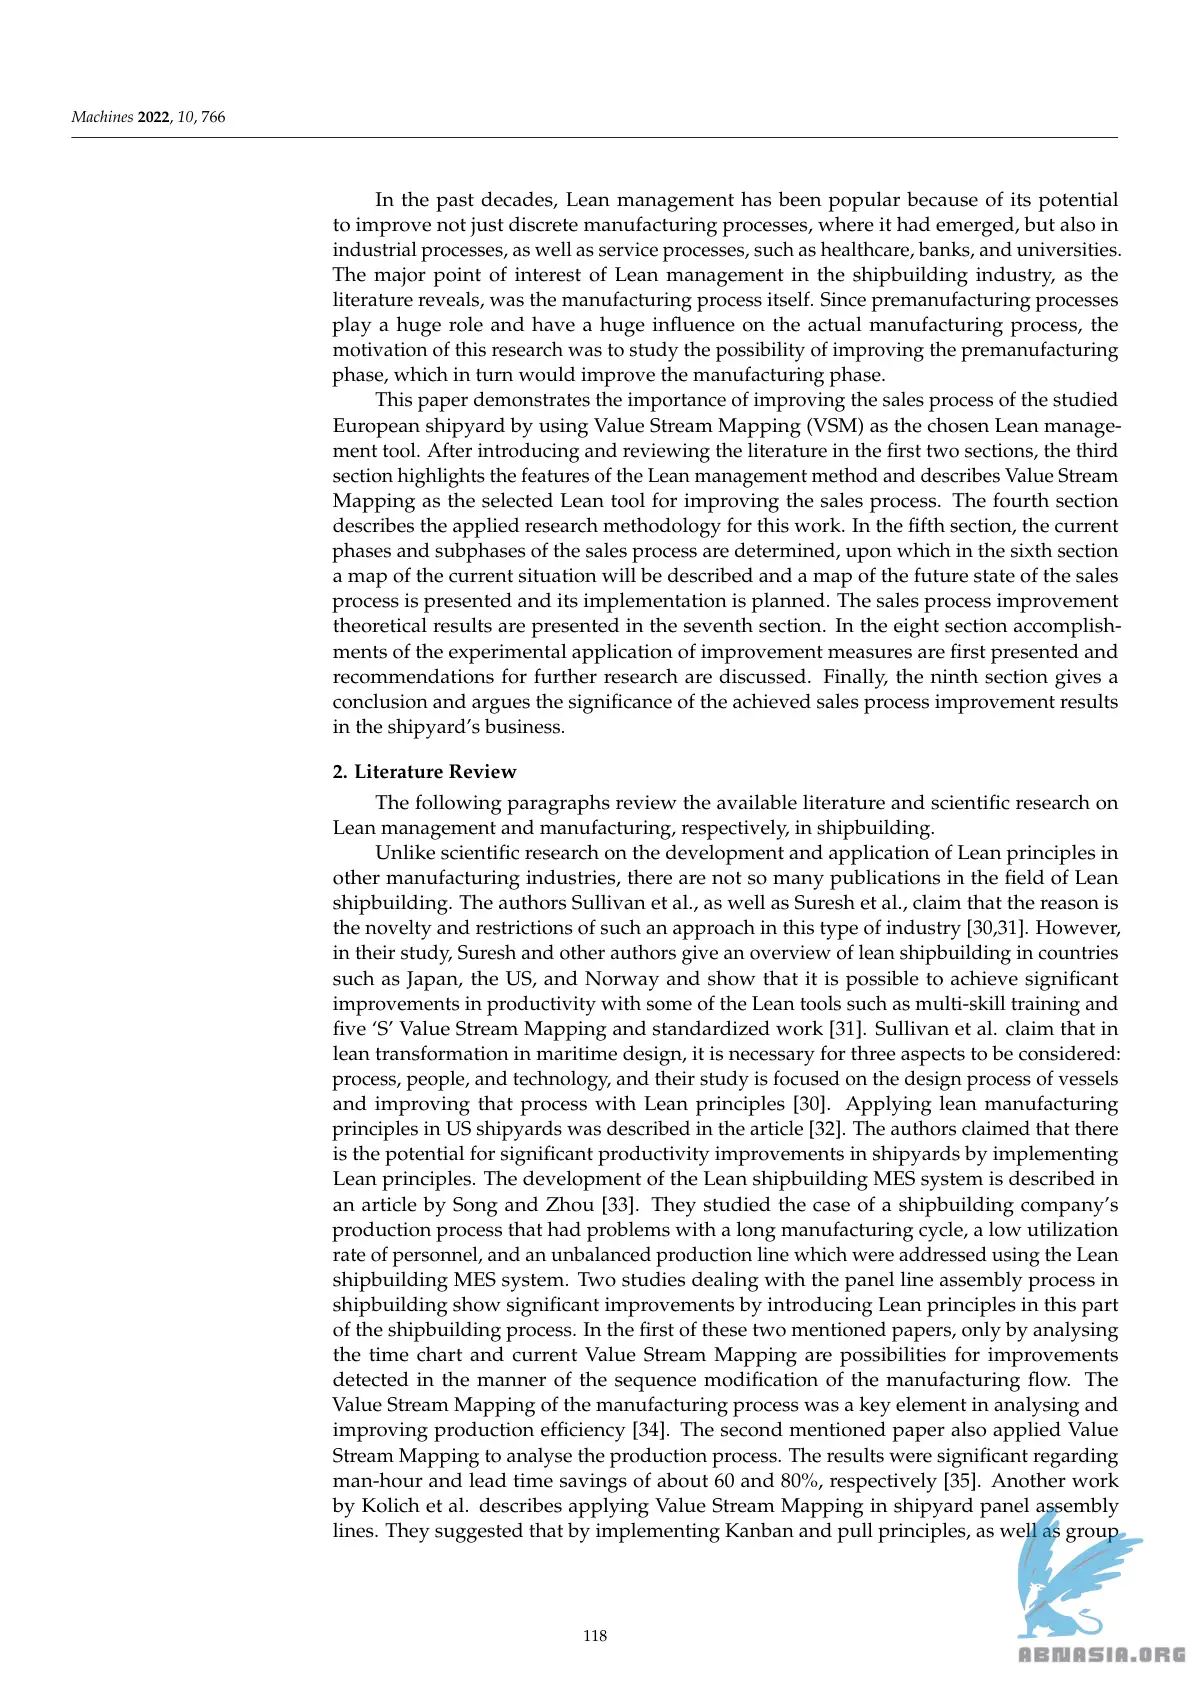 Machines 2022, 10, 766
In the past decades, Lean management has been popular because of its potential
to improve not just discrete manufacturing processes, where it had emerged, but also in
industrial processes, as well as service processes, such as healthcare, banks, and universities.
The major point of interest of Lean management in the shipbuilding industry, as the
literature reveals, was the manufacturing process itself. Since premanufacturing processes
play a huge role and have a huge influence on the actual manufacturing process, the
motivation of this research was to study the possibility of improving the premanufacturing
phase, which in turn would improve the manufacturing phase.
This paper demonstrates the importance of improving the sales process of the studied
European shipyard by using Value Stream Mapping (VSM) as the chosen Lean manage-
ment tool. After introducing and reviewing the literature in the first two sections, the third
section highlights the features of the Lean management method and describes Value Stream
Mapping as the selected Lean tool for improving the sales process. The fourth section
describes the applied research methodology for this work. In the fifth section, the current
phases and subphases of the sales process are determined, upon which in the sixth section
a map of the current situation will be described and a map of the future state of the sales
process is presented and its implementation is planned. The sales process improvement
theoretical results are presented in the seventh section. In the eight section accomplish-
ments of the experimental application of improvement measures are first presented and
recommendations for further research are discussed. Finally, the ninth section gives a
conclusion and argues the significance of the achieved sales process improvement results
in the shipyard's business.
2. Literature Review
The following paragraphs review the available literature and scientific research on
Lean management and manufacturing, respectively, in shipbuilding.
Unlike scientific research on the development and application of Lean principles in
other manufacturing industries, there are not so many publications in the field of Lean
shipbuilding. The authors Sullivan et al., as well as Suresh et al., claim that the reason is
the novelty and restrictions of such an approach in this type of industry [30,31]. However,
in their study, Suresh and other authors give an overview of lean shipbuilding in countries
such as Japan, the US, and Norway and show that it is possible to achieve significant
improvements in productivity with some of the Lean tools such as multi-skill training and
five ‘S’ Value Stream Mapping and standardized work [31]. Sullivan et al. claim that in
lean transformation in maritime design, it is necessary for three aspects to be considered:
process, people, and technology, and their study is focused on the design process of vessels
and improving that process with Lean principles [30]. Applying lean manufacturing
principles in US shipyards was described in the article [32]. The authors claimed that there
is the potential for significant productivity improvements in shipyards by implementing
Lean principles. The development of the Lean shipbuilding MES system is described in
an article by Song and Zhou [33]. They studied the case of a shipbuilding company's
production process that had problems with a long manufacturing cycle, a low utilization
rate of personnel, and an unbalanced production line which were addressed using the Lean
shipbuilding MES system. Two studies dealing with the panel line assembly process in
shipbuilding show significant improvements by introducing Lean principles in this part
of the shipbuilding process. In the first of these two mentioned papers, only by analysing
the time chart and current Value Stream Mapping are possibilities for improvements
detected in the manner of the sequence modification of the manufacturing flow. The
Value Stream Mapping of the manufacturing process was a key element in analysing and
improving production efficiency [34]. The second mentioned paper also applied Value
Stream Mapping to analyse the production process. The results were significant regarding
man-hour and lead time savings of about 60 and 80%, respectively [35]. Another work
by Kolich et al. describes applying Value Stream Mapping in shipyard panel assembly
lines. They suggested that by implementing Kanban and pull principles, as well as group
118
ABNASIA.ORG